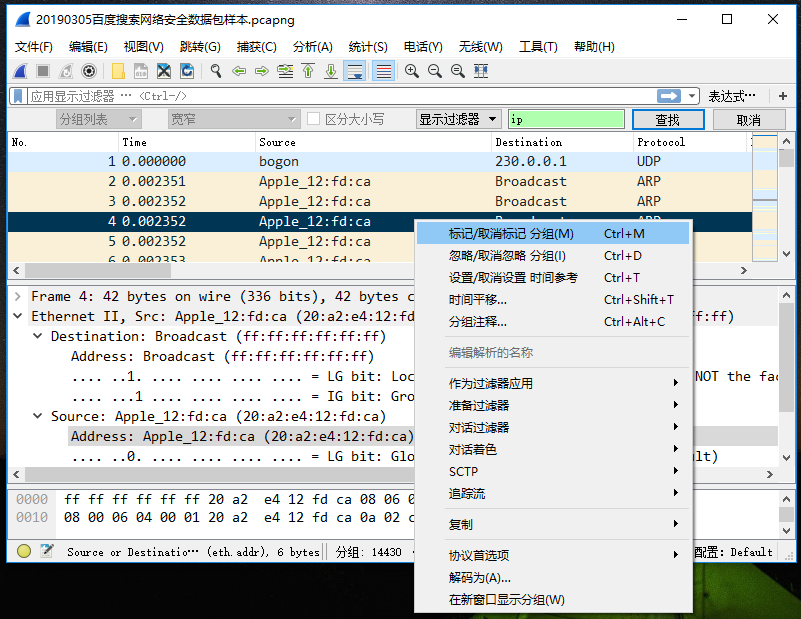 20190305百度搜索网络安全数据包样本.pcapng
文件(F) 编辑(E) 视图(V) 跳转(G) 捕获(C) 分析(A) 统计(S) 电话(Y) 无线(W) 工具(T) 帮助(H)
应用显示过滤器 … <Ctrl-/> 表达式… +
分组列表 宽窄 区分大小写 显示过滤器 ip 查找 取消
No. Time Source Destination Protocol
1 0.000000 bogon 230.0.0.1 UDP
2 0.002351 Apple_12:fd:ca Broadcast ARP
3 0.002352 Apple_12:fd:ca Broadcast ARP
4 0.002352 Apple_12:fd:ca Broadcast ARP
5 0.002352 Apple_12:fd:ca
6 0.002353 Apple_12:fd:ca
Frame 4: 42 bytes on wire (336 bits), 42 bytes c
Ethernet II, Src: Apple_12:fd:ca (20:a2:e4:12:fd ff:ff)
Destination: Broadcast (ff:ff:ff:ff:ff:ff)
Address: Broadcast (ff:ff:ff:ff:ff:ff)
.... ..1. .... .... .... .... = LG bit: Loc NOT the fac
.... ...1 .... .... .... .... = IG bit: Gro
Source: Apple_12:fd:ca (20:a2:e4:12:fd:ca)
Address: Apple_12:fd:ca (20:a2:e4:12:fd:ca)
.... ..0. .... .... .... .... = LG bit: Glo lt)
0000 ff ff ff ff ff ff 20 a2 e4 12 fd ca 08 06 0
0010 08 00 06 04 00 01 20 a2 e4 12 fd ca 0a 02 c
Source or Destinatio… (eth.addr), 6 bytes 分组: 14430 配置: Default
标记/取消标记 分组(M) Ctrl+M
忽略/取消忽略 分组(I) Ctrl+D
设置/取消设置 时间参考 Ctrl+T
时间平移... Ctrl+Shift+T
分组注释... Ctrl+Alt+C
编辑解析的名称
作为过滤器应用
准备过滤器
对话过滤器
对话着色
SCTP
追踪流
复制
协议首选项
解码为(A)...
在新窗口显示分组(W)